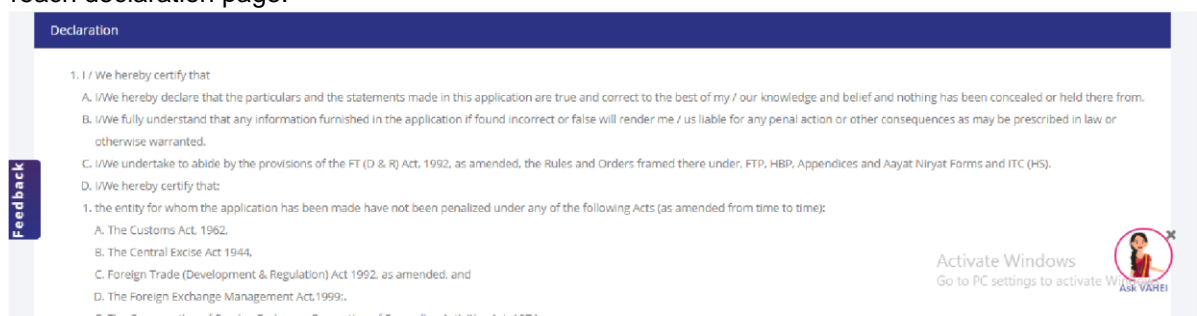 Declaration
1. I / We hereby certify that
A. I/We hereby declare that the particulars and the statements made in this application are true and correct to the best of my / our knowledge and belief and nothing has been concealed or held there from.
B. I/We fully understand that any information furnished in the application if found incorrect or false will render me / us liable for any penal action or other consequences as may be prescribed in law or
otherwise warranted.
C. I/We undertake to abide by the provisions of the FT (D & R) Act, 1992, as amended, the Rules and Orders framed there under, FTP, HBP, Appendices and Aayat Niryat Forms and ITC (HS).
Feedback
D. I/We hereby certify that:
1. the entity for whom the application has been made have not been penalized under any of the following Acts (as amended from time to time):
A. The Customs Act, 1962,
B. The Central Excise Act 1944,
C. Foreign Trade (Development & Regulation) Act 1992, as amended, and
D. The Foreign Exchange Management Act,1999;.
Activate Windows
Go to PC settings to activate
Ask VAHEI